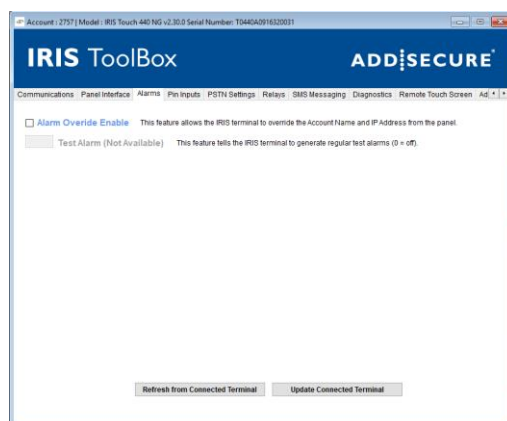 Account : 2757 | Model : IRIS Touch 440 NG v2.30.0 Serial Number: T0440A0916320031
IRIS ToolBox
ADDSECURE
Communications Panel Interface Alarms Pin Inputs PSTN Settings Relays SMS Messaging Diagnostics Remote Touch Screen Ad
Alarm Override Enable This feature allows the IRIS terminal to override the Account Name and IP Address from the panel.
Test Alarm (Not Available) This feature tells the IRIS terminal to generate regular test alarms (0 = off).
Refresh from Connected Terminal Update Connected Terminal